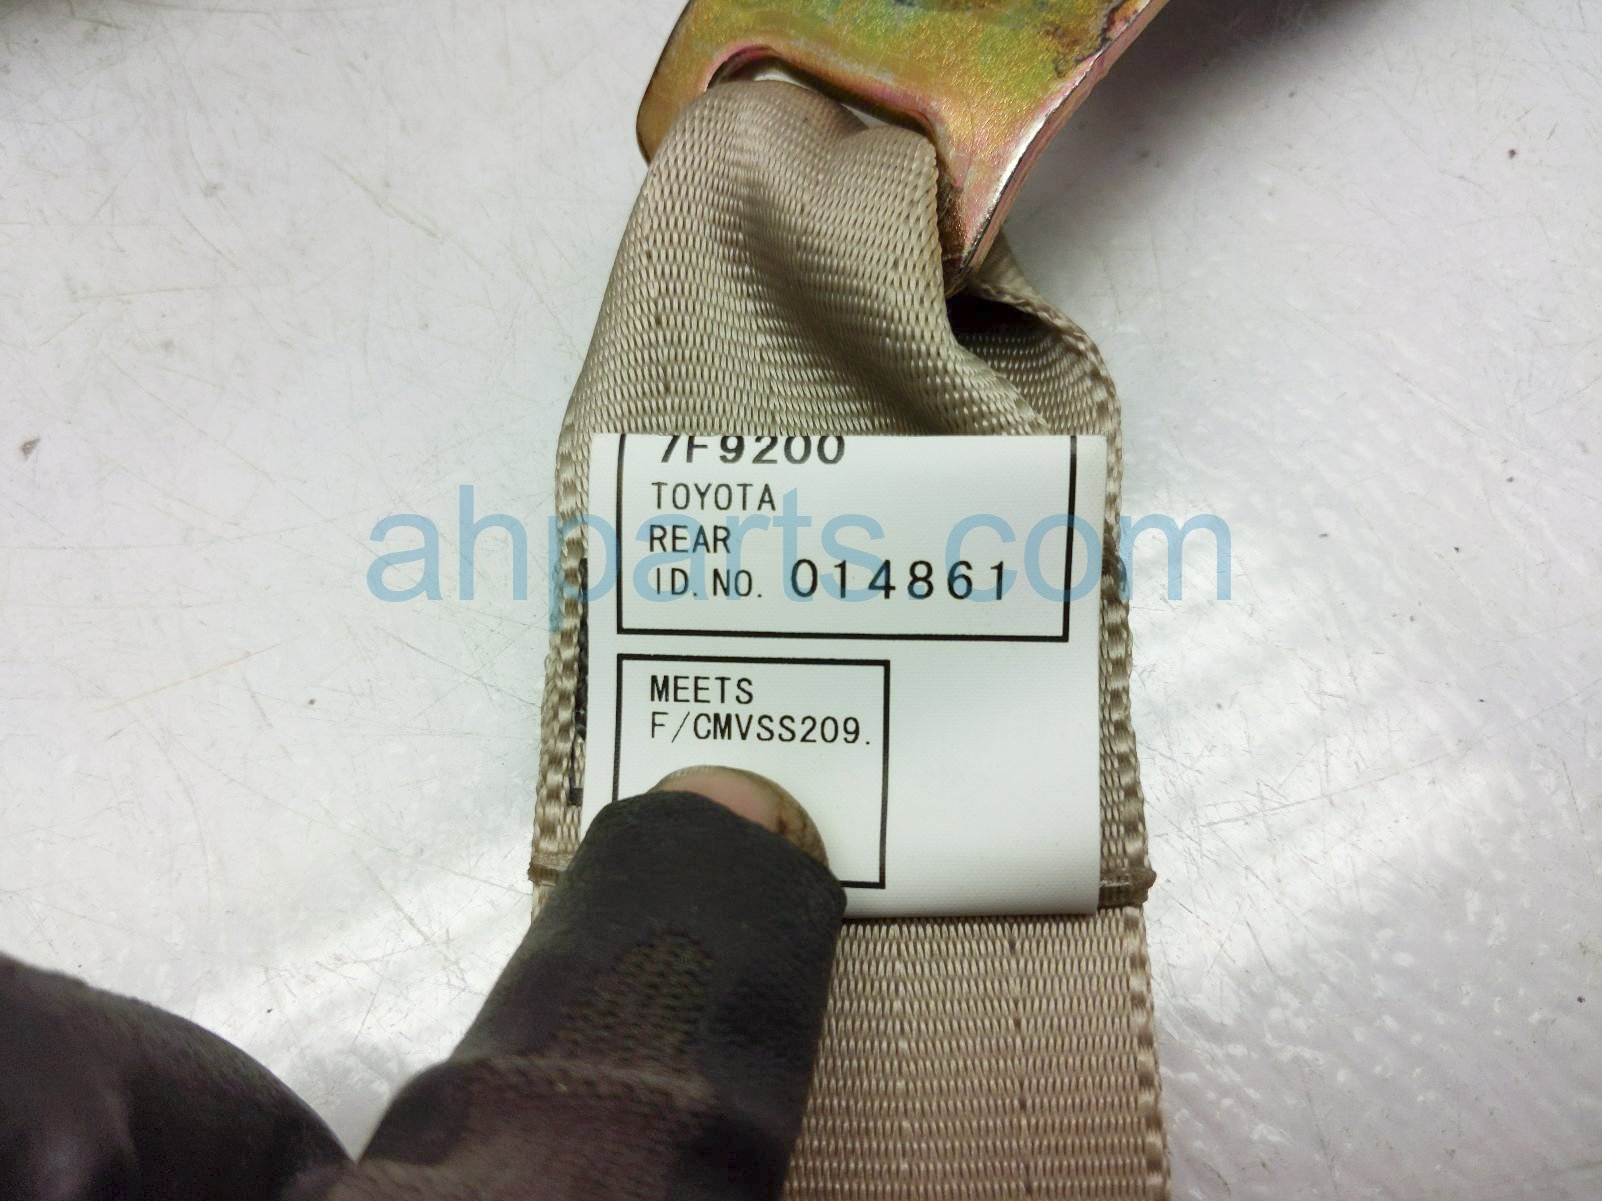 7F9200
TOYOTA
REAR
ID. NO. 014861
ahparts.com
MEETS
F/CMVSS209.